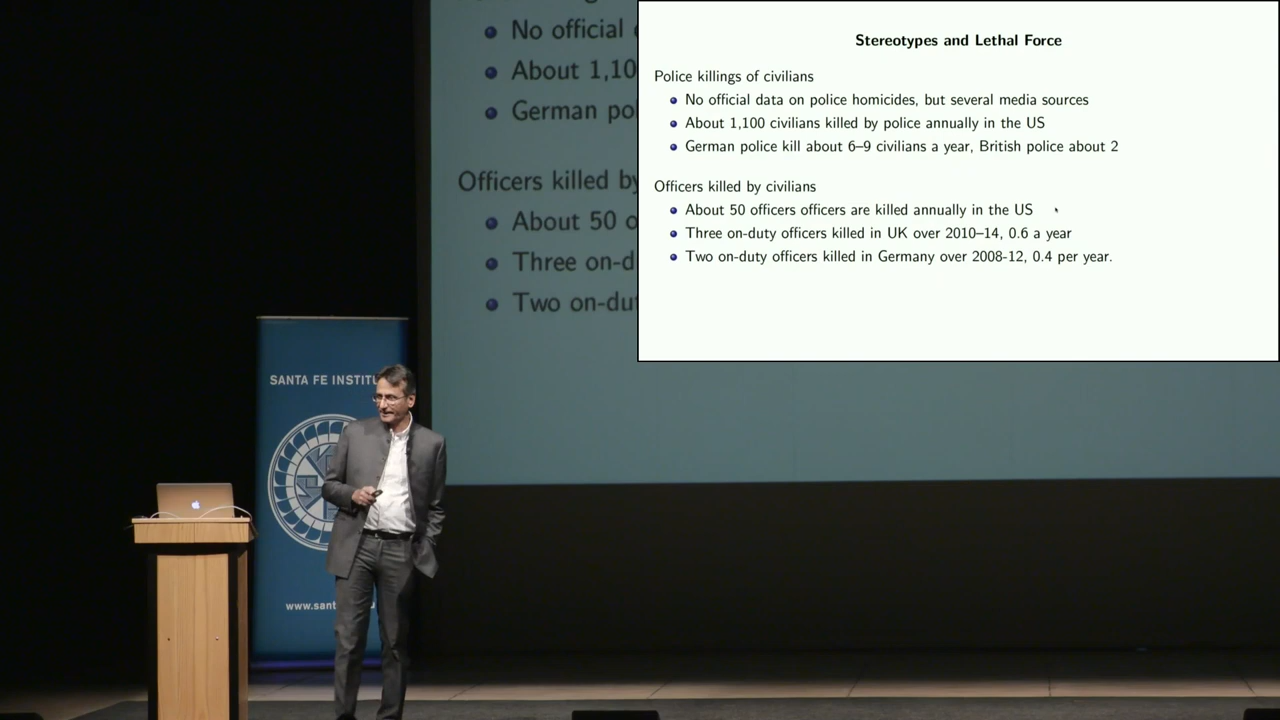 Stereotypes and Lethal Force
Police killings of civilians
No official data on police homicides, but several media sources
About 1,100 civilians killed by police annually in the US
German police kill about 6–9 civilians a year, British police about 2
Officers killed by civilians
About 50 officers officers are killed annually in the US
Three on-duty officers killed in UK over 2010–14, 0.6 a year
Two on-duty officers killed in Germany over 2008-12, 0.4 per year.
No official
About 1,10
German po
Officers killed by
About 50 o
Three on-d
Two on-dut
SANTA FE INSTITU
www.sant